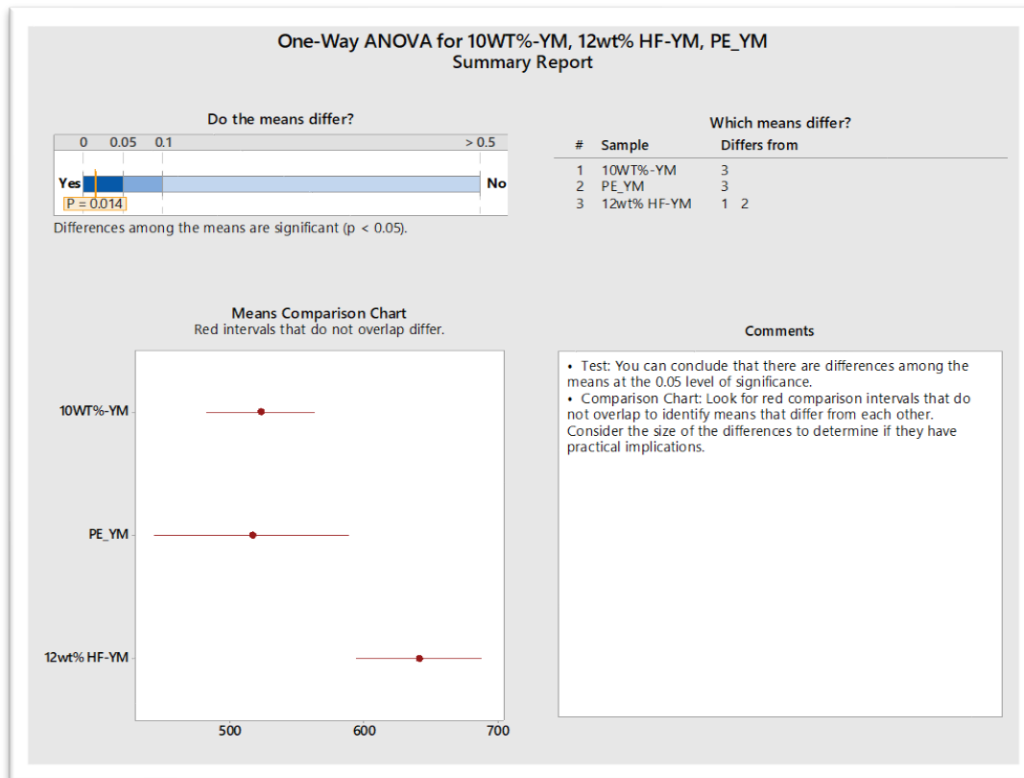 One-Way ANOVA for 10WT%-YM, 12wt% HF-YM, PE_YM
Summary Report
Do the means differ?
0 0.05 0.1 > 0.5
Yes No
P = 0.014
Differences among the means are significant (p < 0.05).
Which means differ?
# Sample Differs from
1 10WT%-YM 3
2 PE_YM 3
3 12wt% HF-YM 1 2
Means Comparison Chart
Red intervals that do not overlap differ.
10WT%-YM
PE_YM
12wt% HF-YM
500 600 700
Comments
• Test: You can conclude that there are differences among the
means at the 0.05 level of significance.
• Comparison Chart: Look for red comparison intervals that do
not overlap to identify means that differ from each other.
Consider the size of the differences to determine if they have
practical implications.